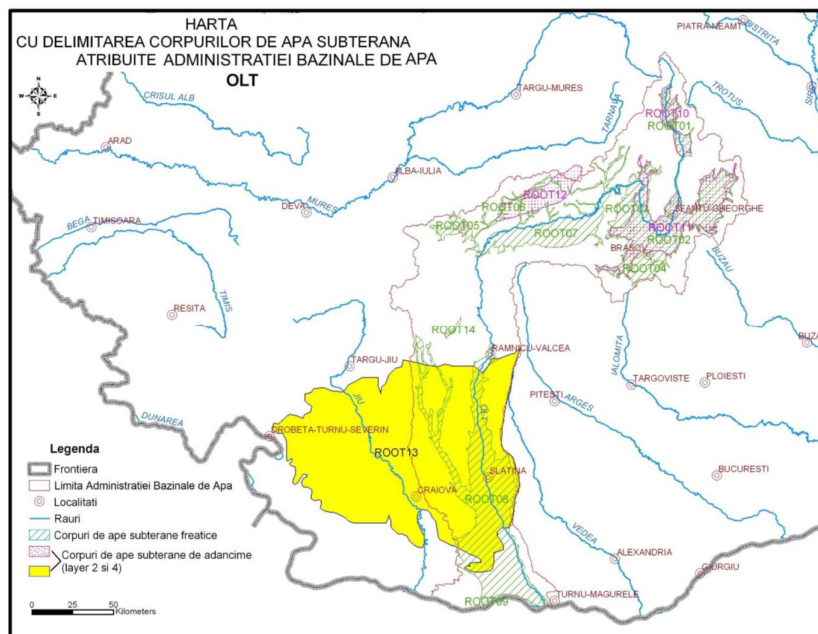 HARTA
CU DELIMITAREA CORPURILOR DE APA SUBTERANA
ATRIBUITE ADMINISTRATIEI BAZINALE DE APA
OLT
N
W E
S
PIATRA-NEAMT
BISTRITA
CRISUL ALB
TARGU-MURES
TARNAVA
TROTUS
ROOT10
ROOT01
ARAD
ALBA-IULIA
MURES
DEVA
ROOT12
ROOT06
ROOT05
ROOT07
SFANTU-GHEORGHE
ROOT11
ROOT02
BRASOV
ROOT04
BEGA
TIMISOARA
BUZAU
TIMIS
RESITA
ROOT14
RAMNICU-VALCEA
TARGU-JIU
IALOMITA
TARGOVISTE
PLOIESTI
PITESTI
ARGES
JIU
OLT
DUNAREA
DROBETA-TURNU-SEVERIN
ROOT13
SLATINA
BUCURESTI
CRAIOVA
ROOT08
VEDEA
ALEXANDRIA
GIURGIU
TURNU-MAGURELE
ROOT09
Legenda
Frontiera
Limita Administratiei Bazinale de Apa
Localitati
Rauri
Corpuri de ape subterane freatice
Corpuri de ape subterane de adancime
(layer 2 si 4)
0 25 50
Kilometers